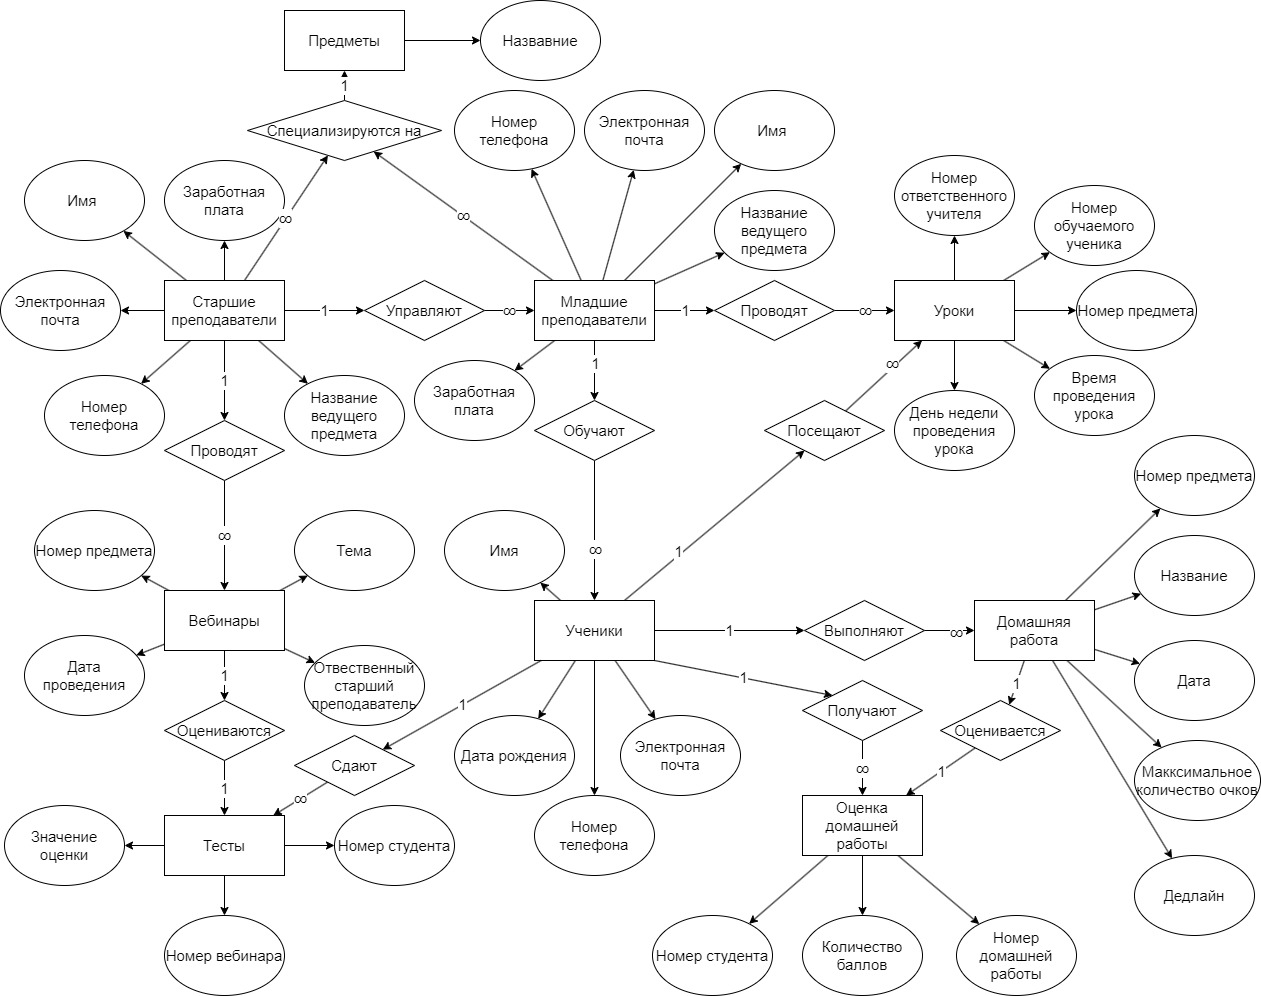 Предметы
Назвавние
1
Специализируются на
Номер
телефона
Электронная
почта
Имя
Имя
Заработная
плата
∞
∞
Название
ведущего
предмета
Номер
ответственного
учителя
Номер
обучаемого
ученика
Электронная
почта
Старшие
преподаватели
1
Управляют
∞
Младшие
преподаватели
1
Проводят
∞
Уроки
Номер предмета
Номер
телефона
1
Название
ведущего
предмета
Заработная
плата
1
∞
День недели
проведения
урока
Время
проведения
урока
Проводят
Обучают
Посещают
Номер предмета
∞
Номер предмета
Тема
Имя
∞
1
Название
Вебинары
Ученики
1
Выполняют
∞
Домашняя
работа
Дата
проведения
1
Отвественный
старший
преподаватель
1
1
1
Дата
Оцениваются
Сдают
Дата рождения
Электронная
почта
Получают
Оценивается
1
∞
∞
1
Макксимальное
количество очков
Значение
оценки
Тесты
Номер студента
Номер
телефона
Оценка
домашней
работы
Дедлайн
Номер вебинара
Номер студента
Количество
баллов
Номер
домашней
работы